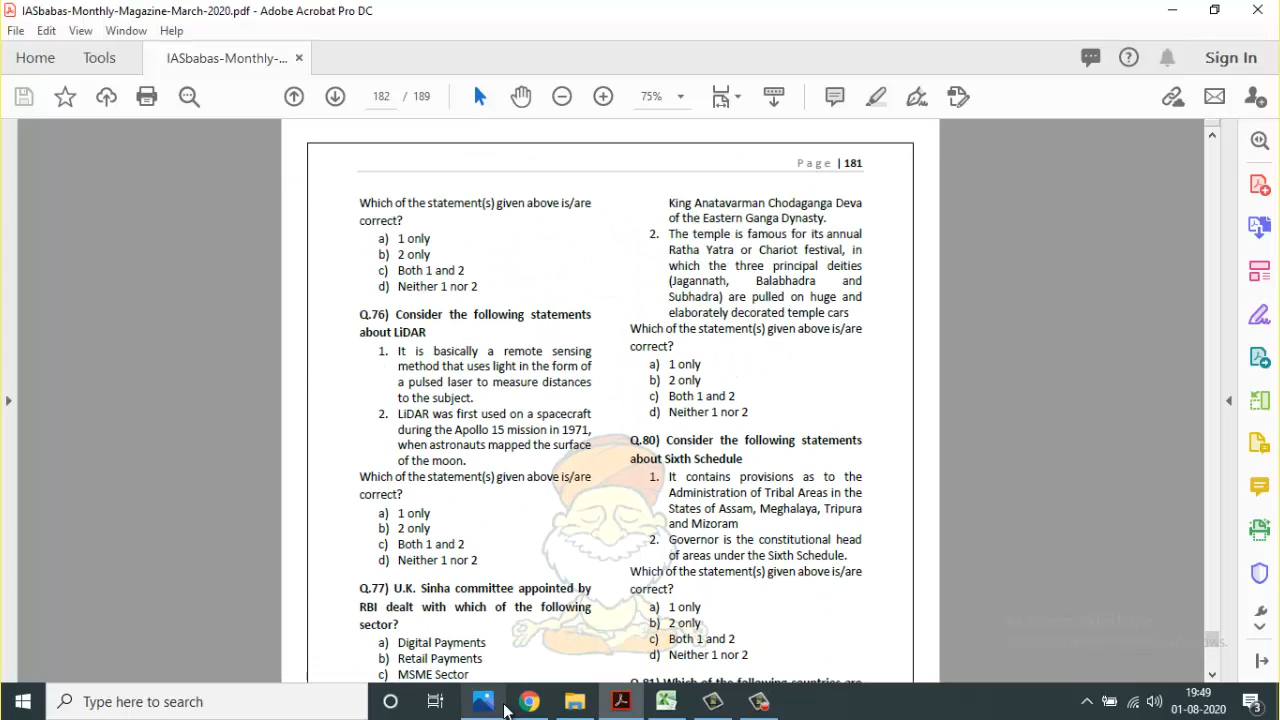 IASbabas-Monthly-Magazine-March-2020.pdf - Adobe Acrobat Pro DC
File Edit View Window Help
Home Tools IASbabas-Monthly-... × Sign In
182 / 189 75%
Page | 181
Which of the statement(s) given above is/are
correct?
a) 1 only
b) 2 only
c) Both 1 and 2
d) Neither 1 nor 2
Q.76) Consider the following statements
about LiDAR
1. It is basically a remote sensing
method that uses light in the form of
a pulsed laser to measure distances
to the subject.
2. LiDAR was first used on a spacecraft
during the Apollo 15 mission in 1971,
when astronauts mapped the surface
of the moon.
Which of the statement(s) given above is/are
correct?
a) 1 only
b) 2 only
c) Both 1 and 2
d) Neither 1 nor 2
Q.77) U.K. Sinha committee appointed by
RBI dealt with which of the following
sector?
a) Digital Payments
b) Retail Payments
c) MSME Sector
King Anatavarman Chodaganga Deva
of the Eastern Ganga Dynasty.
2. The temple is famous for its annual
Ratha Yatra or Chariot festival, in
which the three principal deities
(Jagannath, Balabhadra and
Subhadra) are pulled on huge and
elaborately decorated temple cars
Which of the statement(s) given above is/are
correct?
a) 1 only
b) 2 only
c) Both 1 and 2
d) Neither 1 nor 2
Q.80) Consider the following statements
about Sixth Schedule
1. It contains provisions as to the
Administration of Tribal Areas in the
States of Assam, Meghalaya, Tripura
and Mizoram
2. Governor is the constitutional head
of areas under the Sixth Schedule.
Which of the statement(s) given above is/are
correct?
a) 1 only
b) 2 only
c) Both 1 and 2
d) Neither 1 nor 2
Q.81) Which of the following countries are
Type here to search
19:49
01-08-2020
3